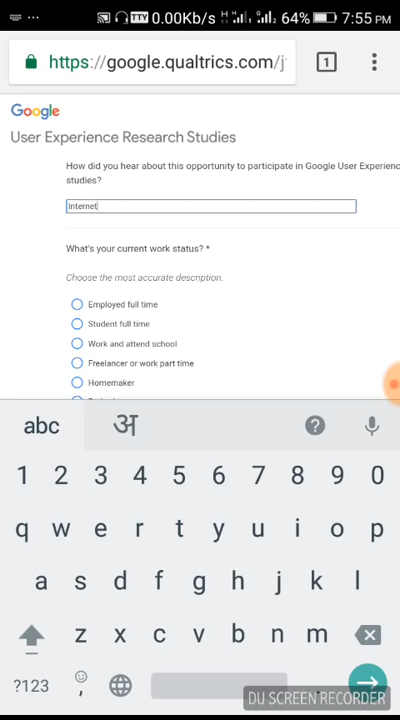 TTY 0.00Kb/s H 64% 7:55 PM
https://google.qualtrics.com/j
1
Google
User Experience Research Studies
How did you hear about this opportunity to participate in Google User Experienc
studies?
Internet
What's your current work status? *
Choose the most accurate description.
Employed full time
Student full time
Work and attend school
Freelancer or work part time
Homemaker
abc अ ?
1 2 3 4 5 6 7 8 9 0
q w e r t y u i o p
a s d f g h j k l
z x c v b n m
?123 , .
DU SCREEN RECORDER